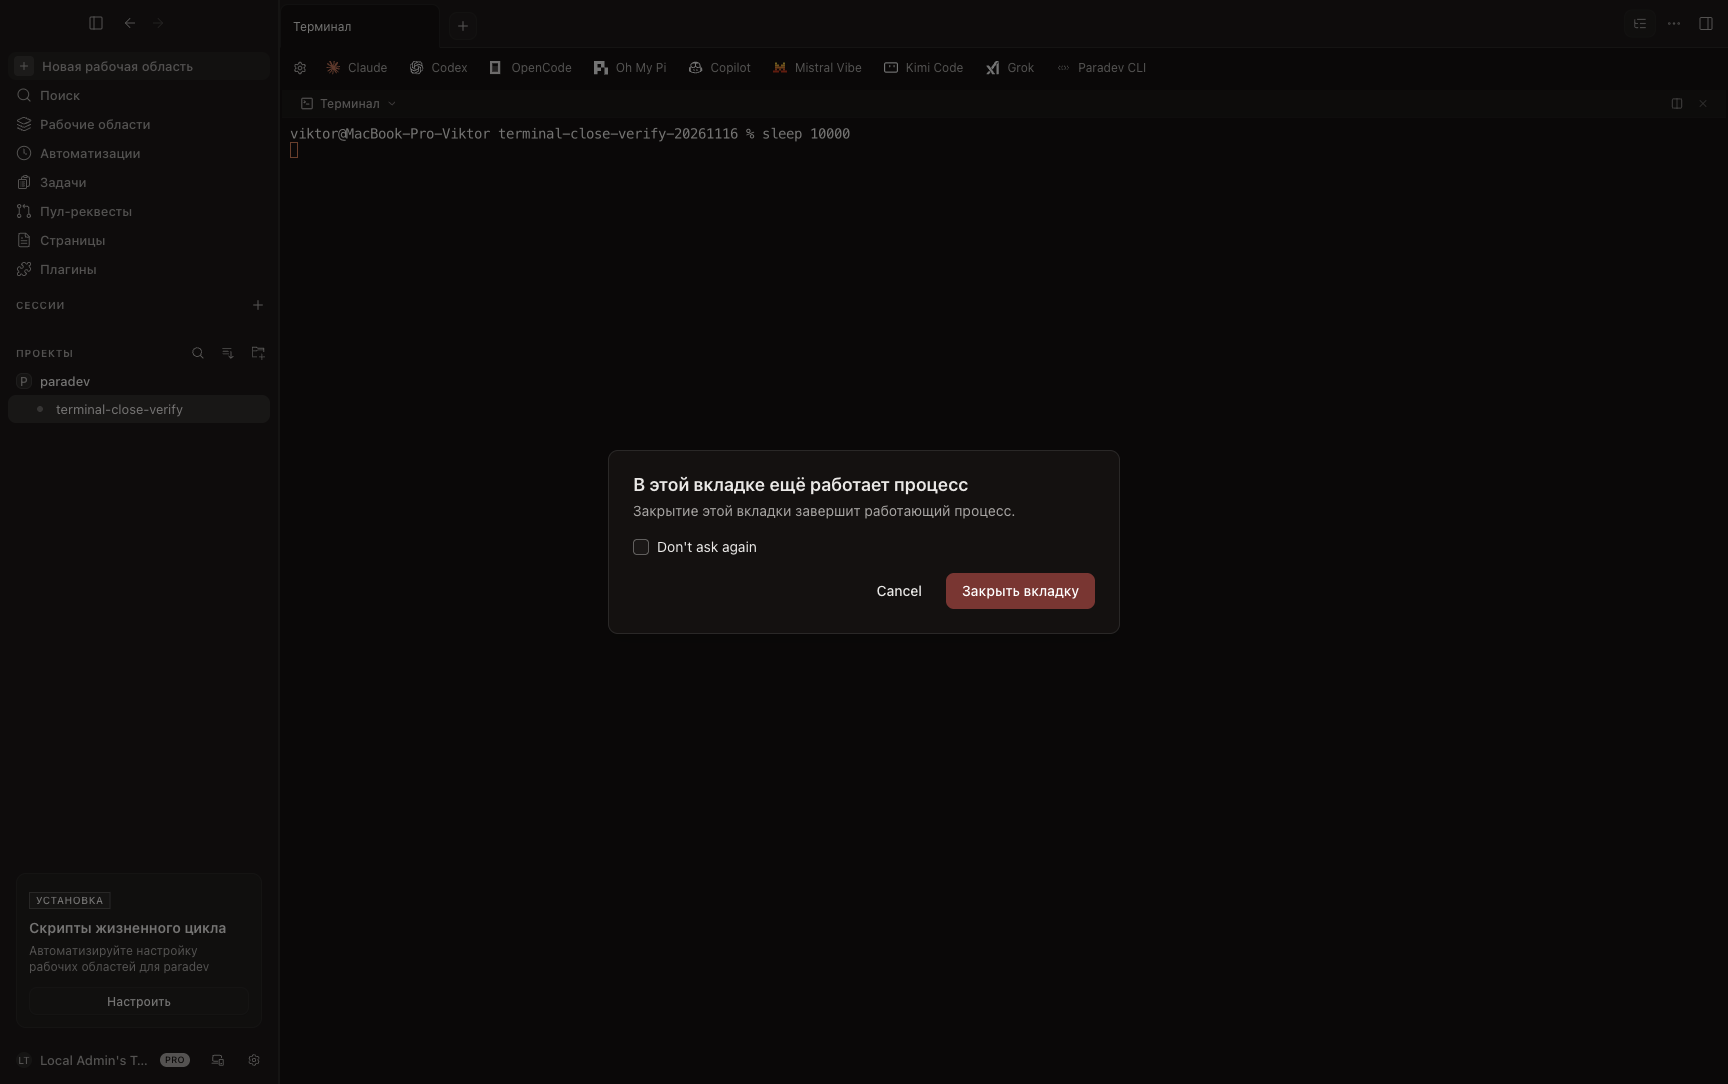 Терминал
Новая рабочая область
Поиск
Рабочие области
Автоматизации
Задачи
Пул-реквесты
Страницы
Плагины
СЕССИИ
ПРОЕКТЫ
P paradev
terminal-close-verify
УСТАНОВКА
Скрипты жизненного цикла
Автоматизируйте настройку
рабочих областей для paradev
Настроить
LT Local Admin's T... PRO
Claude Codex OpenCode Oh My Pi Copilot Mistral Vibe Kimi Code Grok Paradev CLI
Терминал
viktor@MacBook-Pro-Viktor terminal-close-verify-20261116 % sleep 10000
В этой вкладке ещё работает процесс
Закрытие этой вкладки завершит работающий процесс.
Don't ask again
Cancel Закрыть вкладку